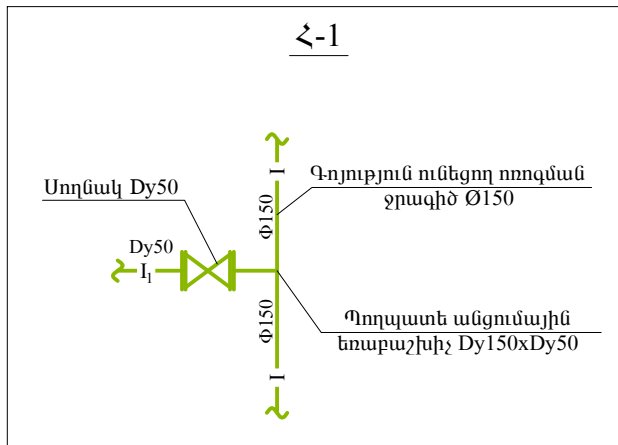 Հ-1
I
Գոյություն ունեցող ոռոգման
ջրագիծ Ø150
Սողնակ Dy50
Φ150
Dy50
I₁
Φ150
Պողպատե անցումային
եռաբաշխիչ Dy150xDy50
I